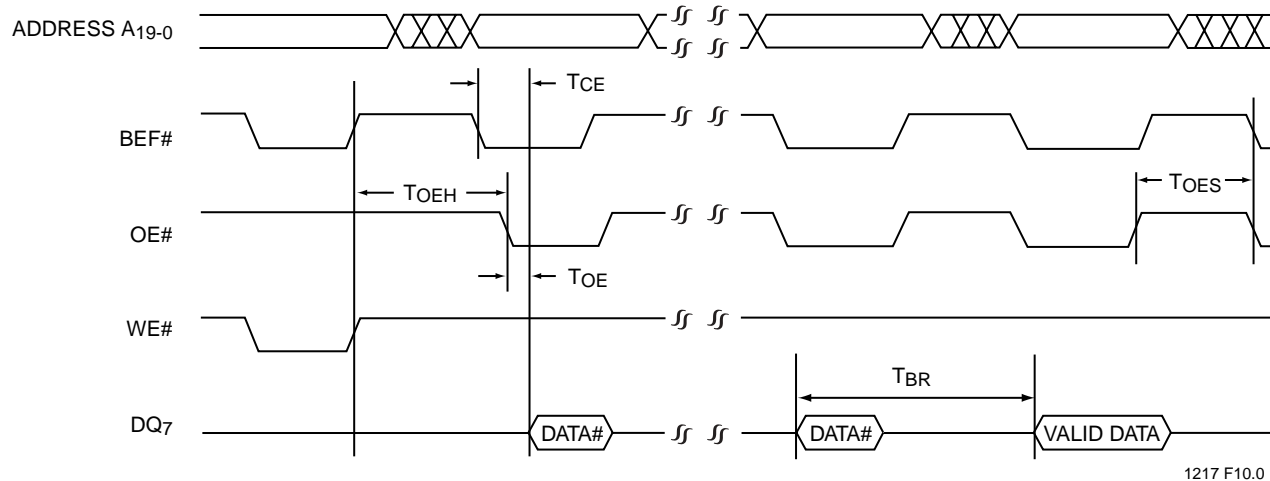 ADDRESS A19-0
TCE
BEF#
TOEH
TOES
OE#
TOE
WE#
TBR
DQ7
DATA#
DATA#
VALID DATA
1217 F10.0